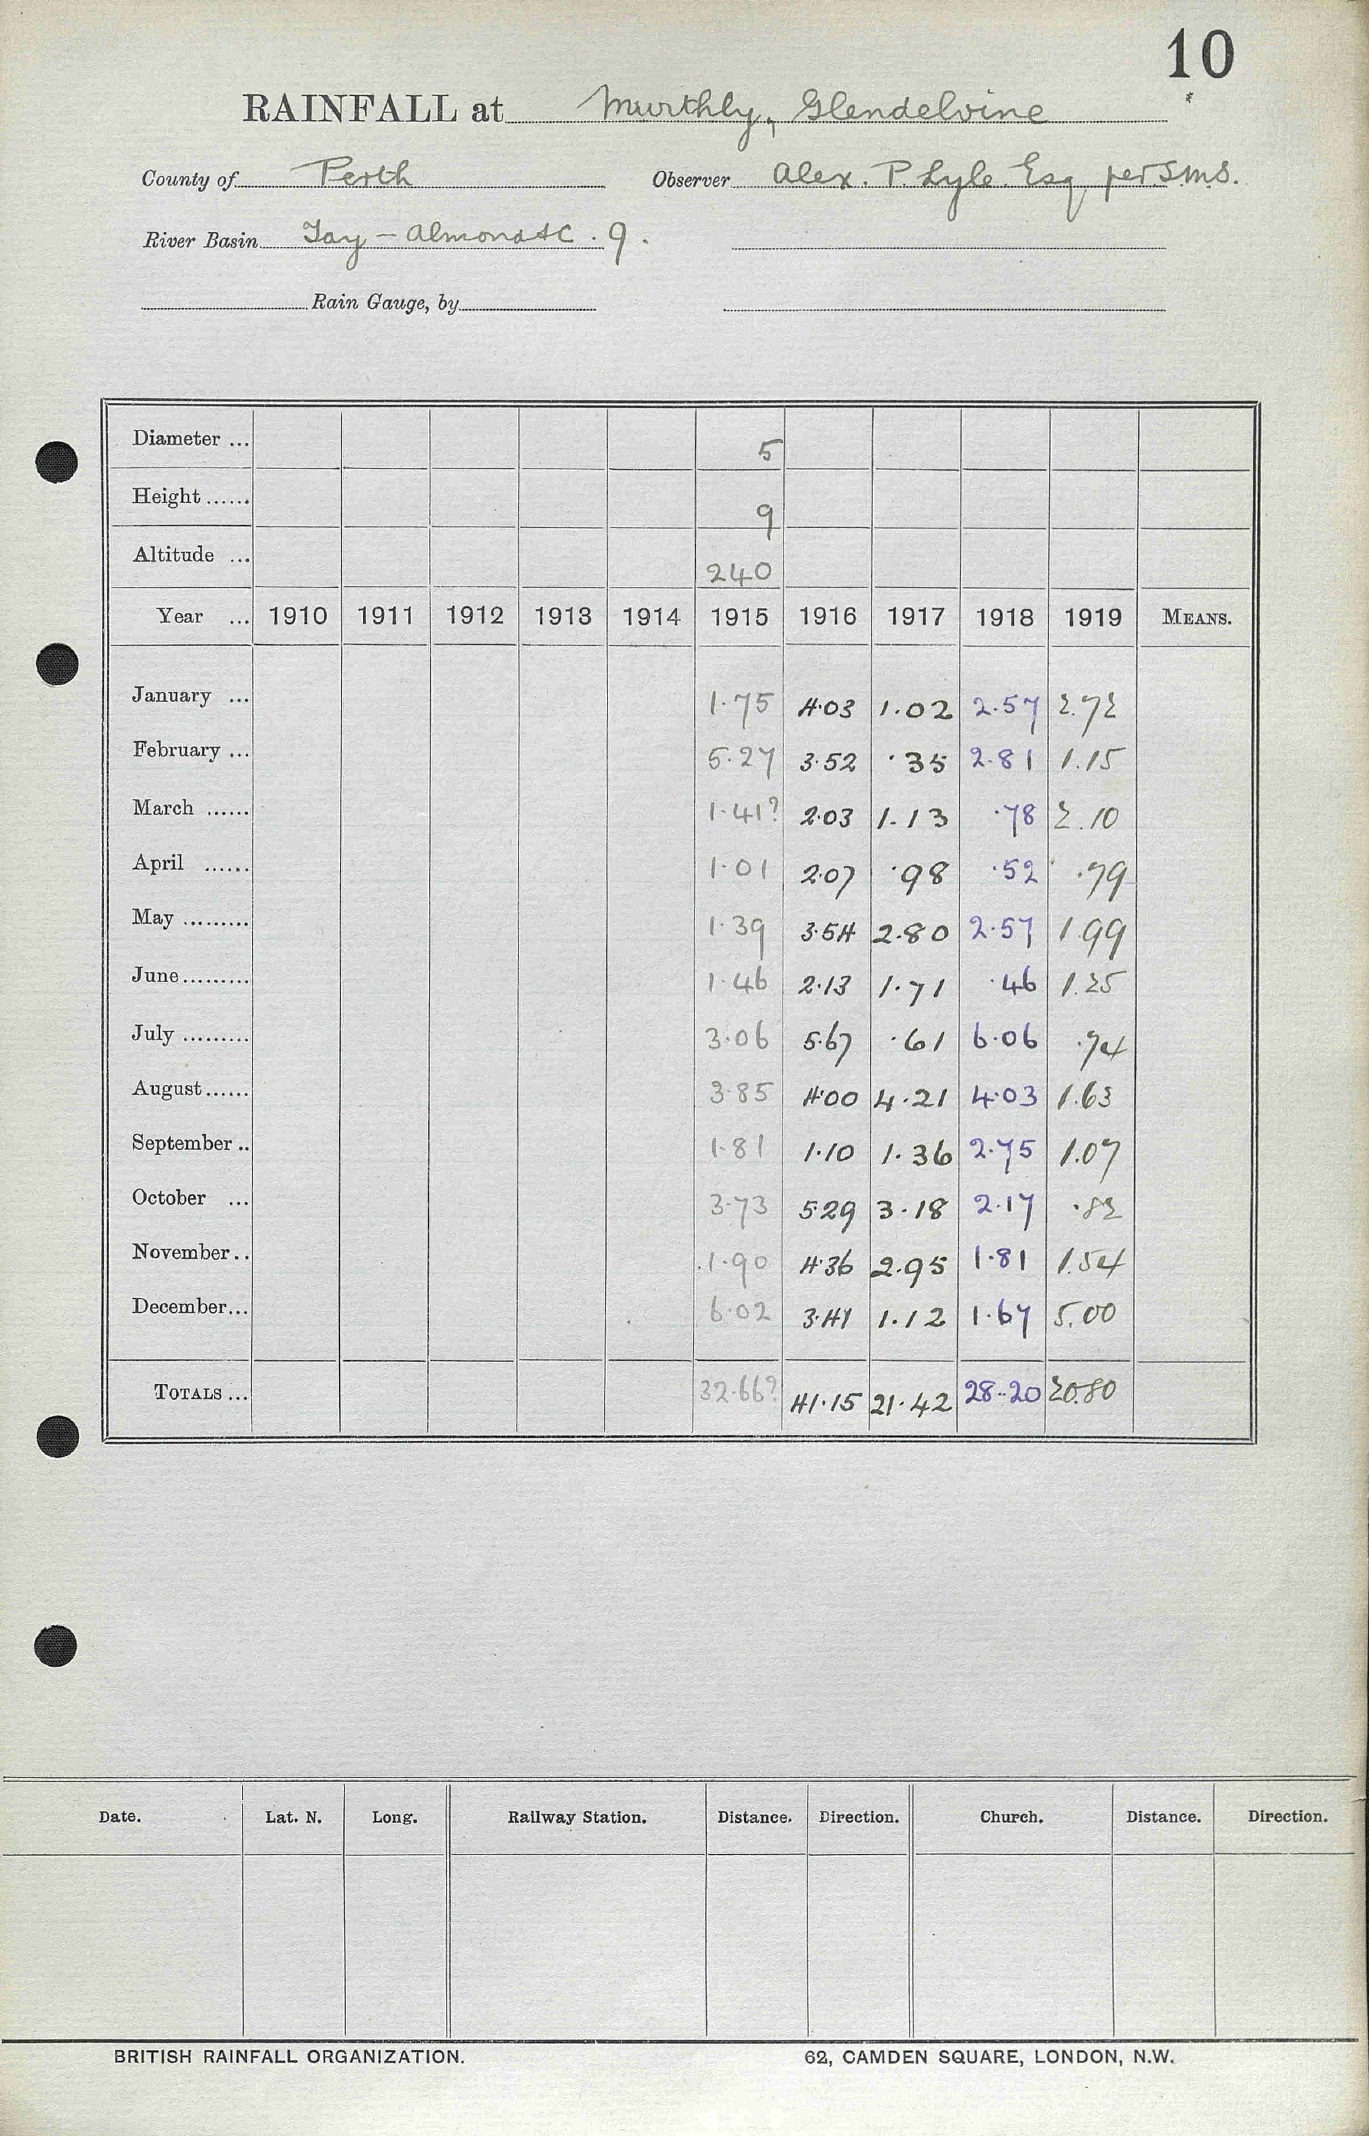 10
RAINFALL at Murthly, Glendelvine
County of Perth Observer Alex. P. Lyle. Esq per S.M.S.
River Basin Tay - Almond &c. 9.
Rain Gauge, by
Diameter ... 5
Height ...... 9
Altitude ... 240
Year ... 1910 1911 1912 1913 1914 1915 1916 1917 1918 1919 MEANS.
January ... 1.75 4.03 1.02 2.57 2.72
February ... 5.27 3.52 .35 2.81 1.15
March ...... 1.41? 2.03 1.13 .78 2.10
April ...... 1.01 2.07 .98 .52 .79
May ......... 1.39 3.54 2.80 2.57 1.99
June ......... 1.46 2.13 1.71 .46 1.25
July ......... 3.06 5.67 .61 6.06 .74
August ...... 3.85 4.00 4.21 4.03 1.63
September .. 1.81 1.10 1.36 2.75 1.07
October ... 3.73 5.29 3.18 2.17 .82
November .. 1.90 4.36 2.95 1.81 1.54
December ... 6.02 3.41 1.12 1.67 5.00
TOTALS ... 32.66? 41.15 21.42 28.20 20.80
Date. Lat. N. Long. Railway Station. Distance. Direction. Church. Distance. Direction.
BRITISH RAINFALL ORGANIZATION. 62, CAMDEN SQUARE, LONDON, N.W.